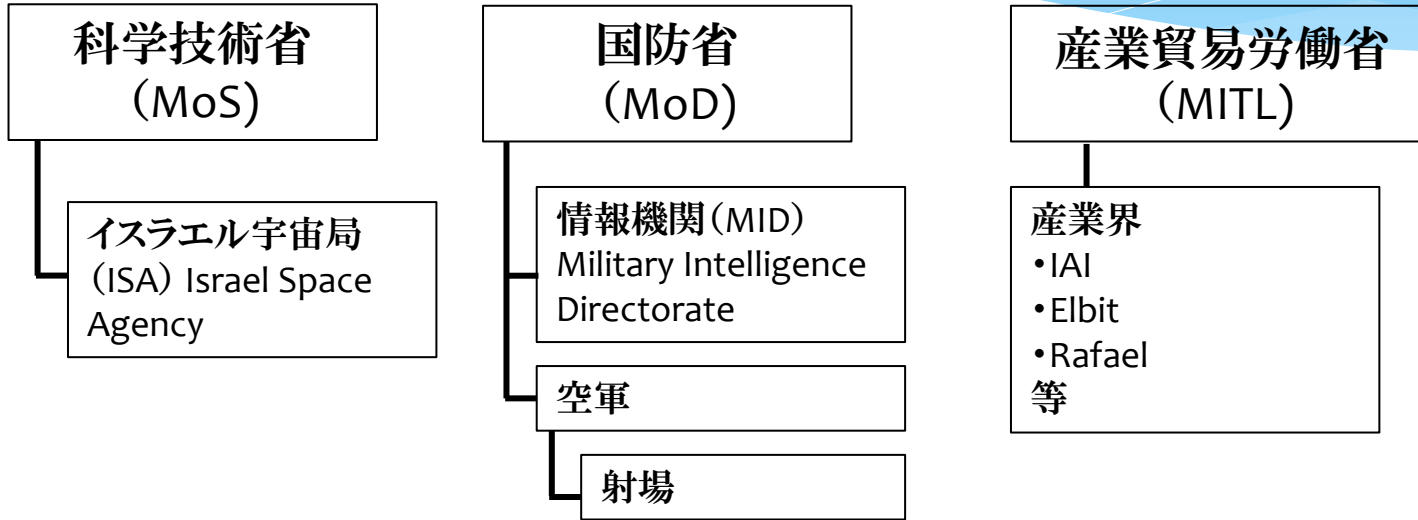 科学技術省
（MoS）
イスラエル宇宙局
（ISA） Israel Space
Agency
国防省
（MoD）
情報機関（MID）
Military Intelligence
Directorate
空軍
射場
産業貿易労働省
（MITL）
産業界
・IAI
・Elbit
・Rafael
等